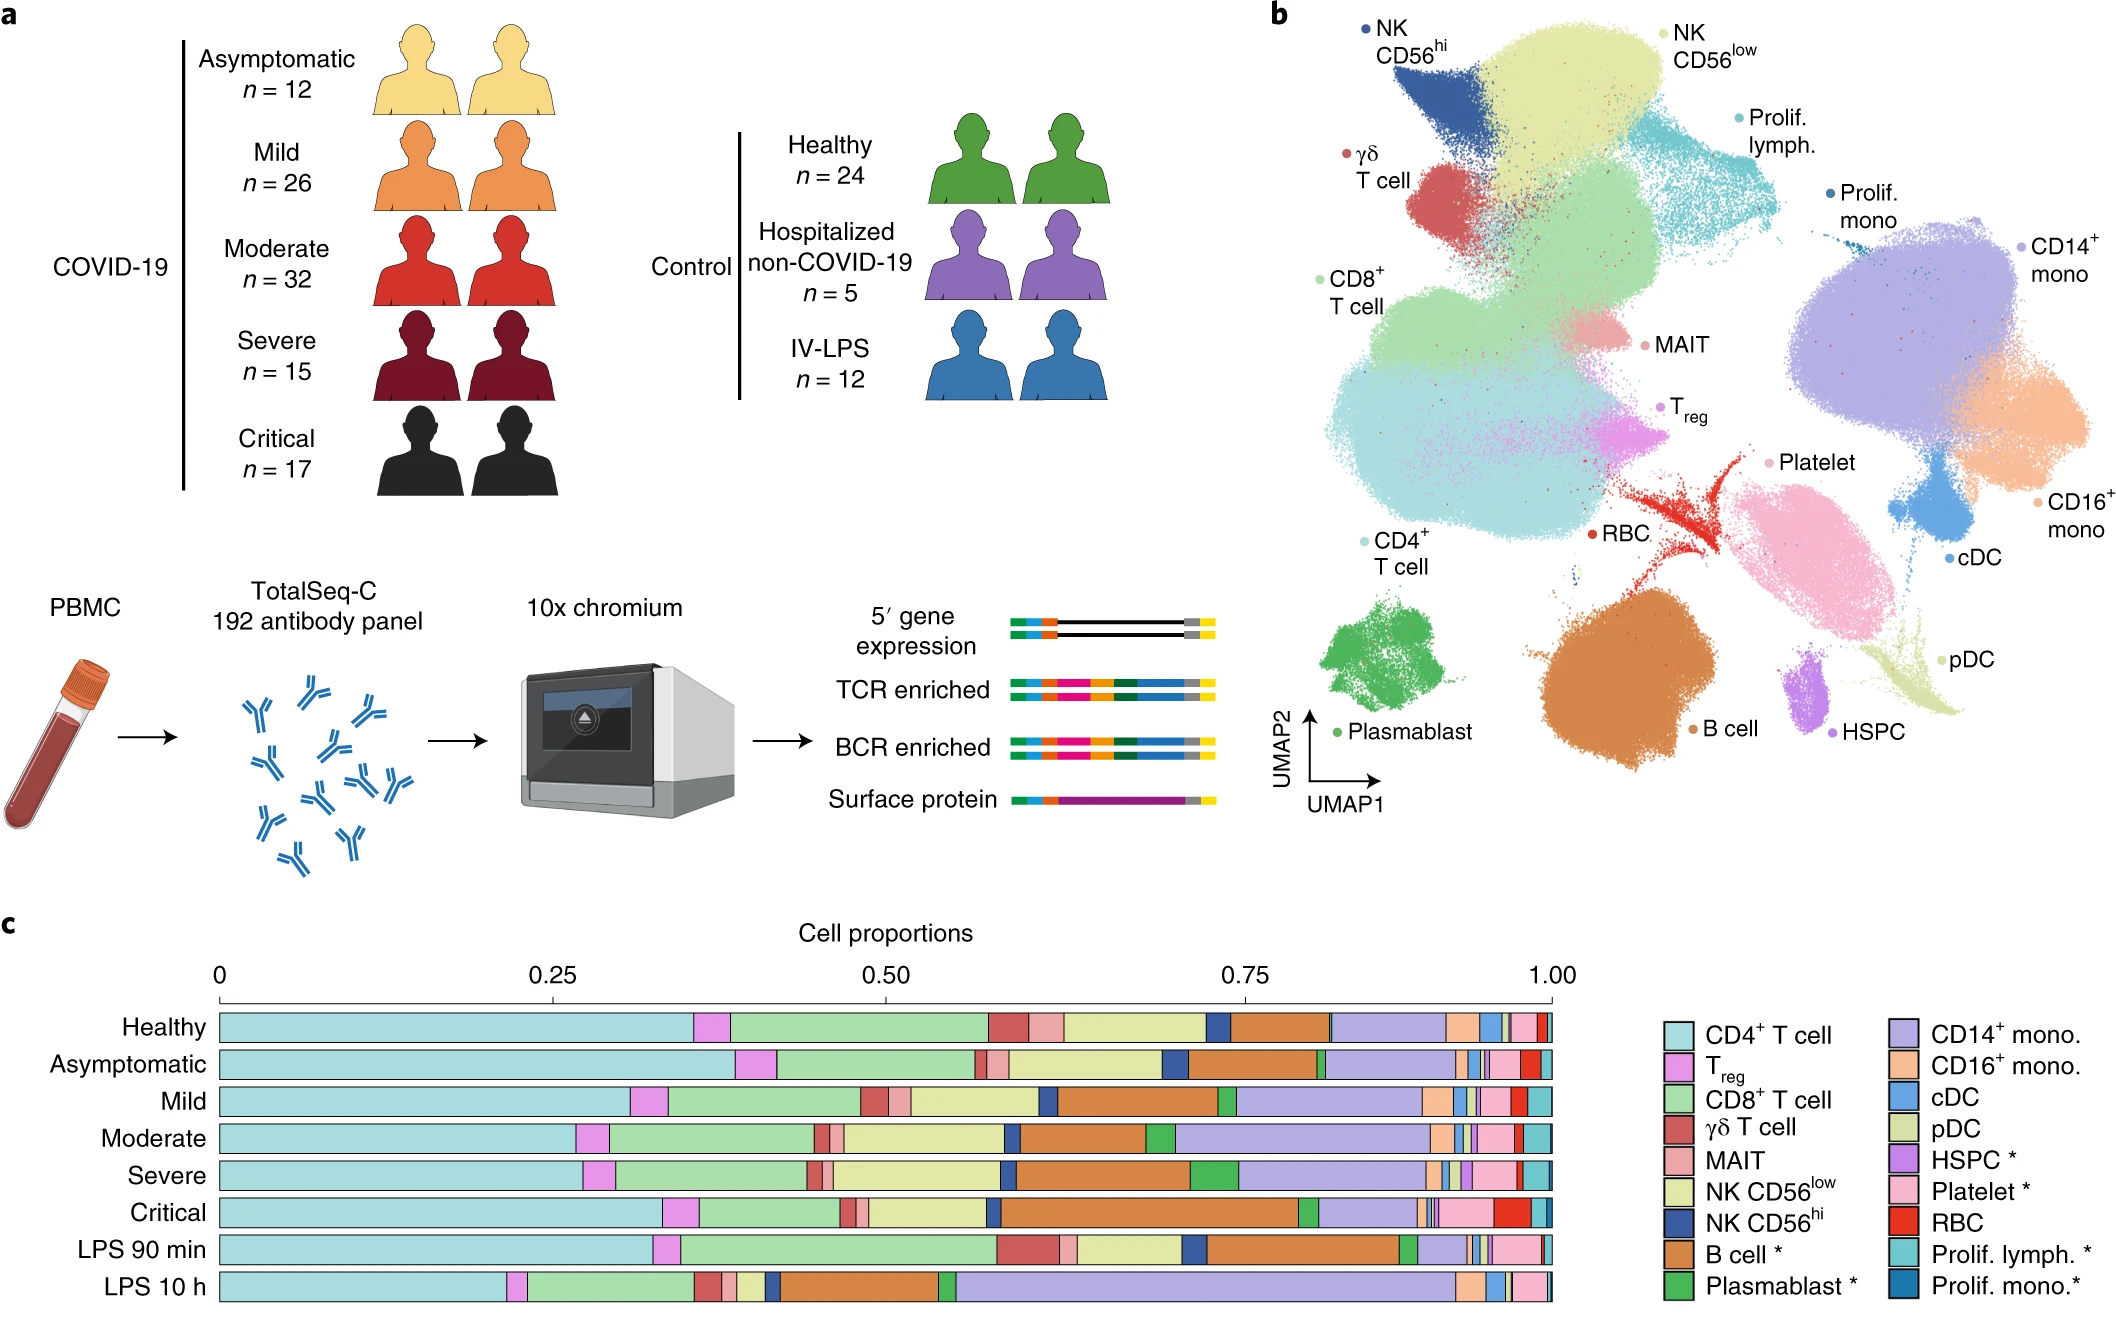 a
Asymptomatic
n = 12
Mild
n = 26
Moderate
n = 32
Severe
n = 15
Critical
n = 17
COVID-19
Control
Healthy
n = 24
Hospitalized
non-COVID-19
n = 5
IV-LPS
n = 12
PBMC
TotalSeq-C
192 antibody panel
10x chromium
5′ gene
expression
TCR enriched
BCR enriched
Surface protein
b
NK
CD56hi
NK
CD56low
Prolif.
lymph.
γδ
T cell
Prolif.
mono
CD14+
mono
CD8+
T cell
MAIT
Treg
Platelet
CD16+
mono
RBC
cDC
CD4+
T cell
pDC
Plasmablast
B cell
HSPC
UMAP2
UMAP1
c
Cell proportions
0 0.25 0.50 0.75 1.00
Healthy
Asymptomatic
Mild
Moderate
Severe
Critical
LPS 90 min
LPS 10 h
CD4+ T cell
Treg
CD8+ T cell
γδ T cell
MAIT
NK CD56low
NK CD56hi
B cell *
Plasmablast *
CD14+ mono.
CD16+ mono.
cDC
pDC
HSPC *
Platelet *
RBC
Prolif. lymph. *
Prolif. mono.*